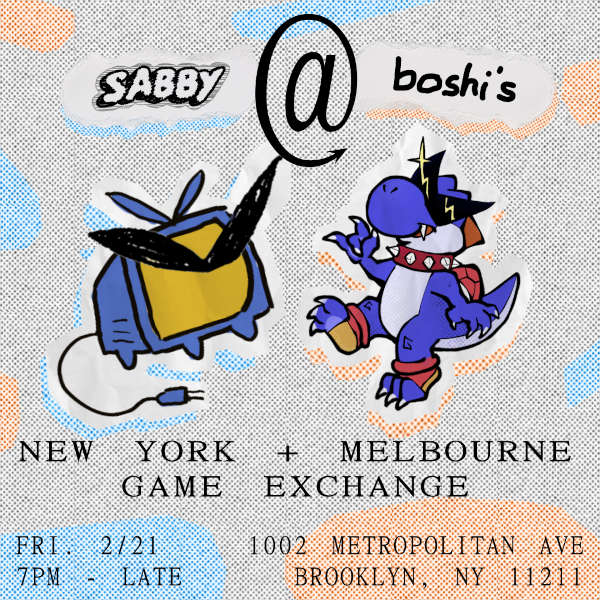 SABBY @ boshi's
NEW YORK + MELBOURNE
GAME EXCHANGE
FRI. 2/21
7PM - LATE
1002 METROPOLITAN AVE
BROOKLYN, NY 11211